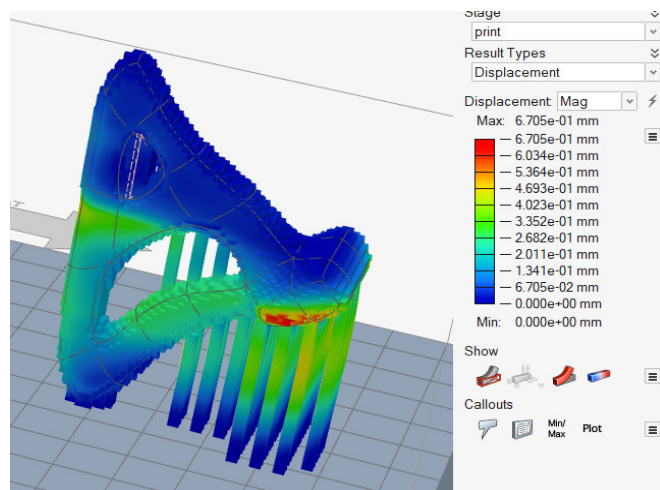 Stage
print
Result Types
Displacement
Displacement: Mag
Max: 6.705e-01 mm
6.705e-01 mm
6.034e-01 mm
5.364e-01 mm
4.693e-01 mm
4.023e-01 mm
3.352e-01 mm
2.682e-01 mm
2.011e-01 mm
1.341e-01 mm
6.705e-02 mm
0.000e+00 mm
Min: 0.000e+00 mm
Show
Callouts
Min/
Max
Plot